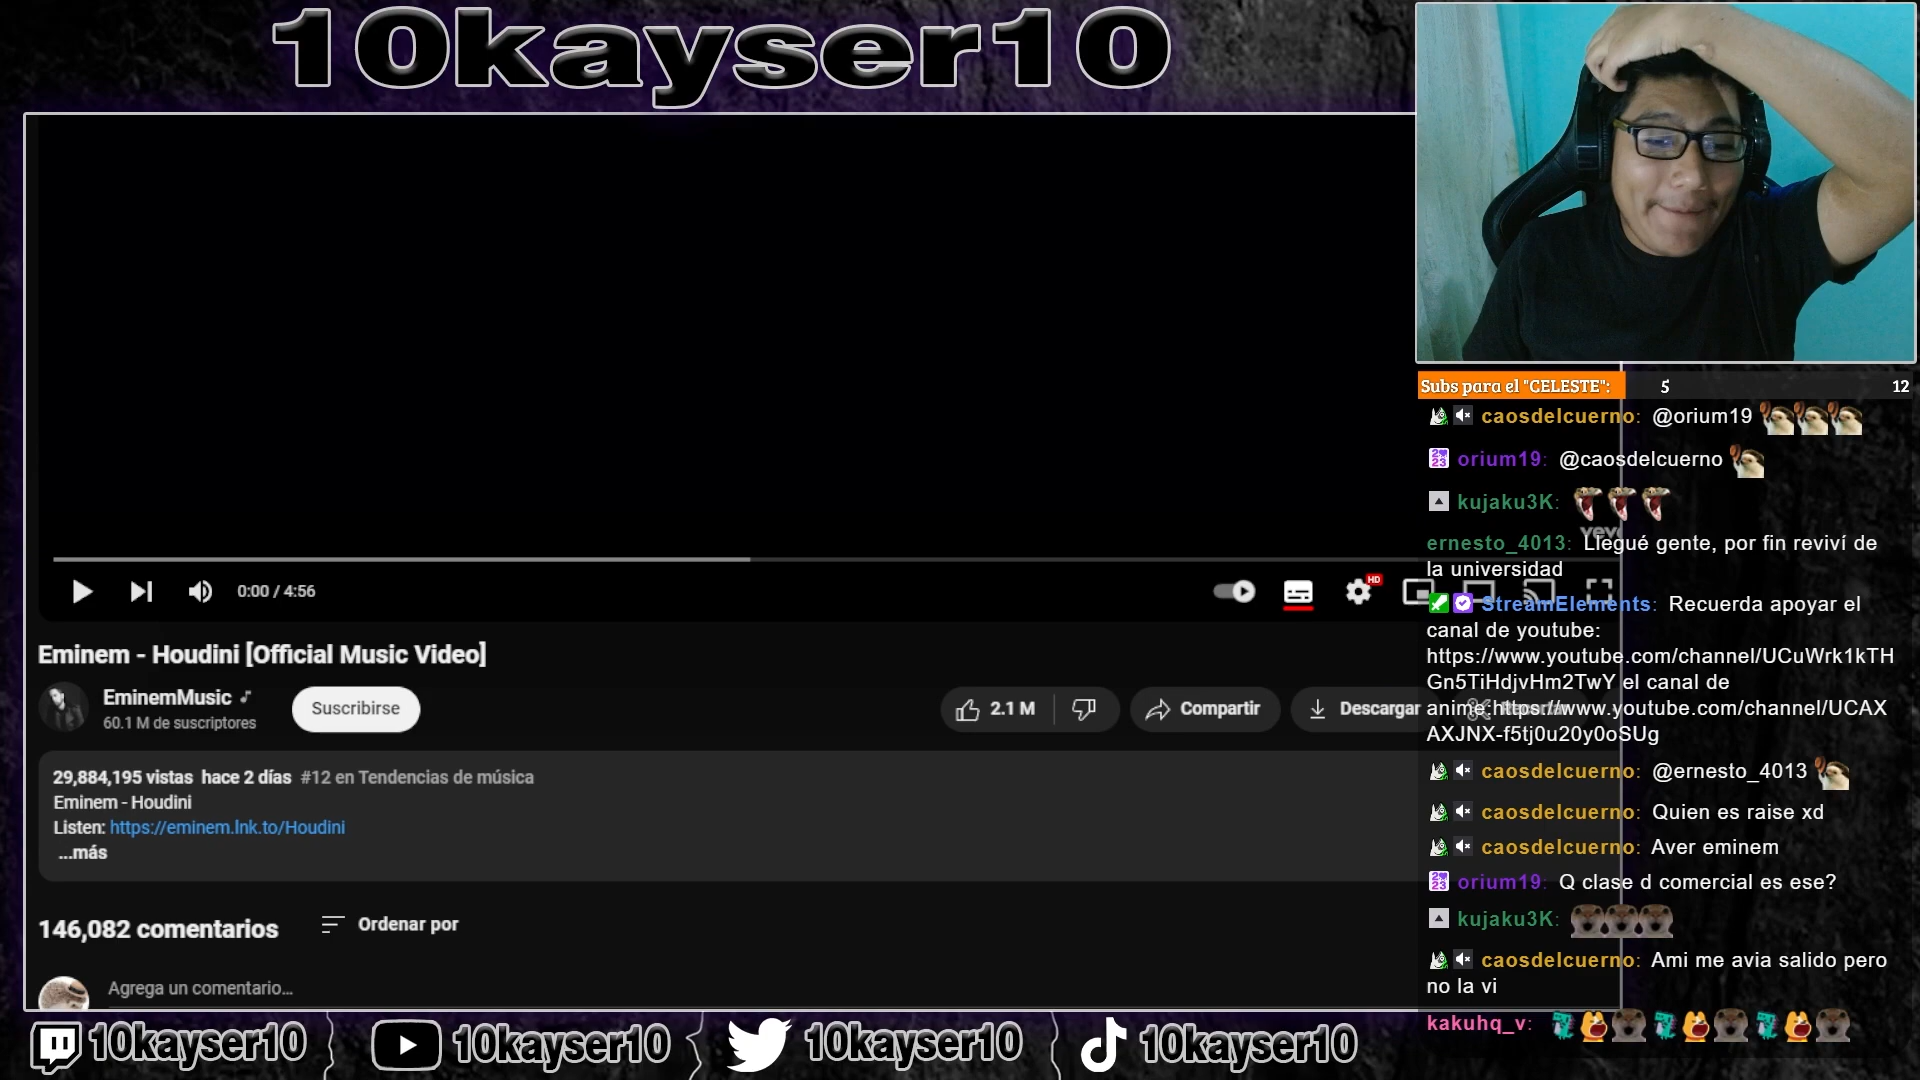 10kayser10
0:00 / 4:56
HD
Eminem - Houdini [Official Music Video]
EminemMusic
60.1 M de suscriptores
Suscribirse
2.1 M
Compartir
Descargar
29,884,195 vistas hace 2 días #12 en Tendencias de música
Eminem - Houdini
Listen: https://eminem.lnk.to/Houdini
...más
146,082 comentarios
Ordenar por
Agrega un comentario...
Subs para el "CELESTE": 5 12
caosdelcuerno: @orium19
orium19: @caosdelcuerno
kujaku3K:
vevo
ernesto_4013: Llegué gente, por fin reviví de
la universidad
StreamElements: Recuerda apoyar el
canal de youtube:
https://www.youtube.com/channel/UCuWrk1kTH
Gn5TiHdjvHm2TwY el canal de
anime:https://www.youtube.com/channel/UCAX
AXJNX-f5tj0u20y0oSUg
caosdelcuerno: @ernesto_4013
caosdelcuerno: Quien es raise xd
caosdelcuerno: Aver eminem
orium19: Q clase d comercial es ese?
kujaku3K:
caosdelcuerno: Ami me avia salido pero
no la vi
kakuhq_v:
10kayser10 10kayser10 10kayser10 10kayser10